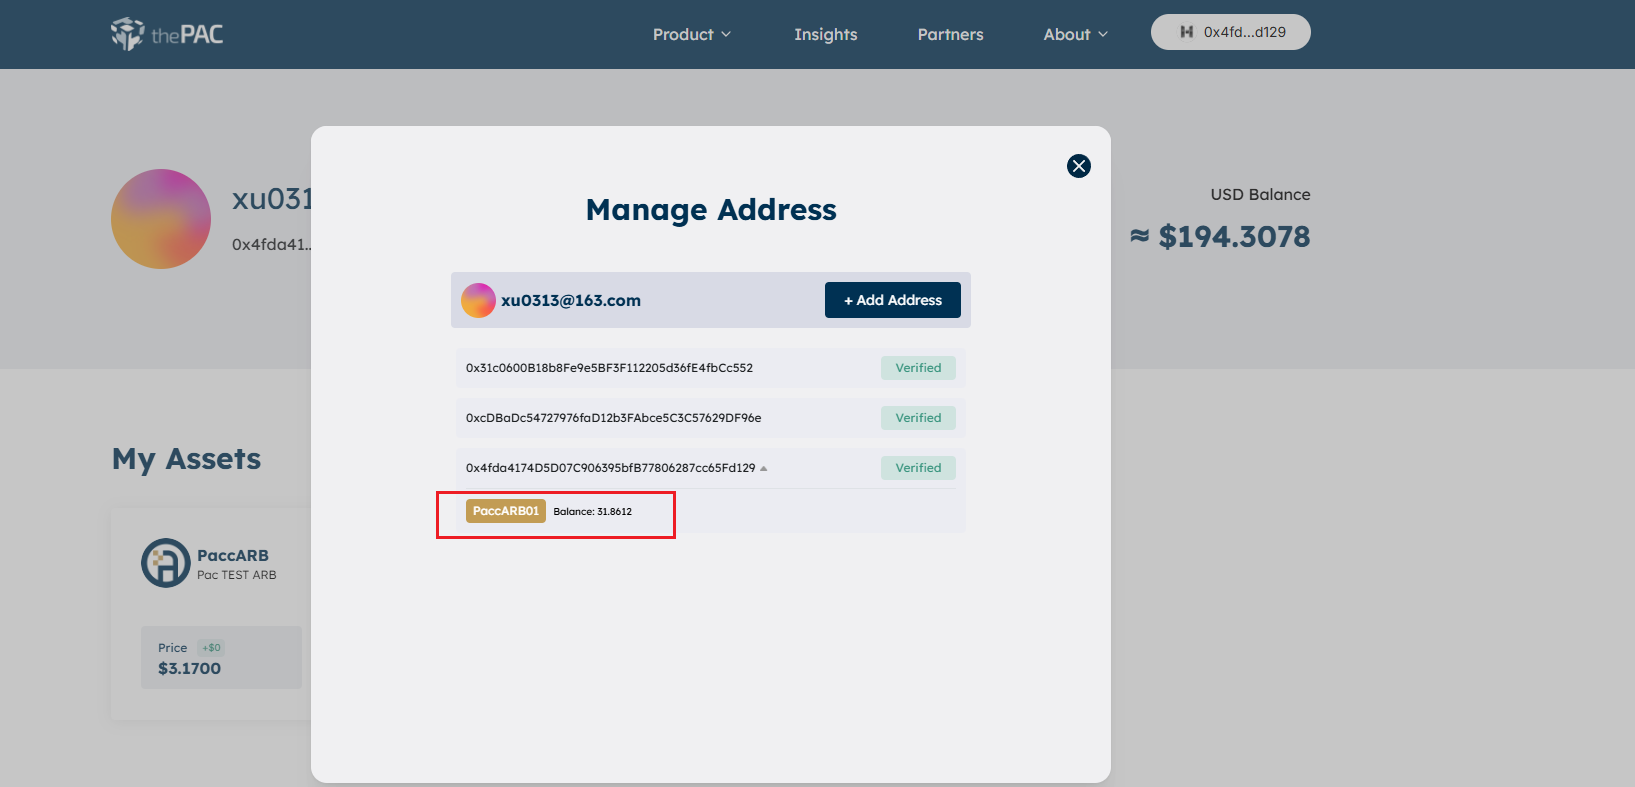 thePAC Product Insights Partners About 0x4fd...d129
xu031
0x4fda41..
USD Balance
≈ $194.3078
Manage Address
xu0313@163.com + Add Address
0x31c0600B18b8Fe9e5BF3F112205d36fE4fbCc552 Verified
0xcDBaDc54727976faD12b3FAbce5C3C57629DF96e Verified
0x4fda4174D5D07C906395bfB77806287cc65Fd129 Verified
PaccARB01 Balance: 31.8612
My Assets
PaccARB
Pac TEST ARB
Price +$0
$3.1700